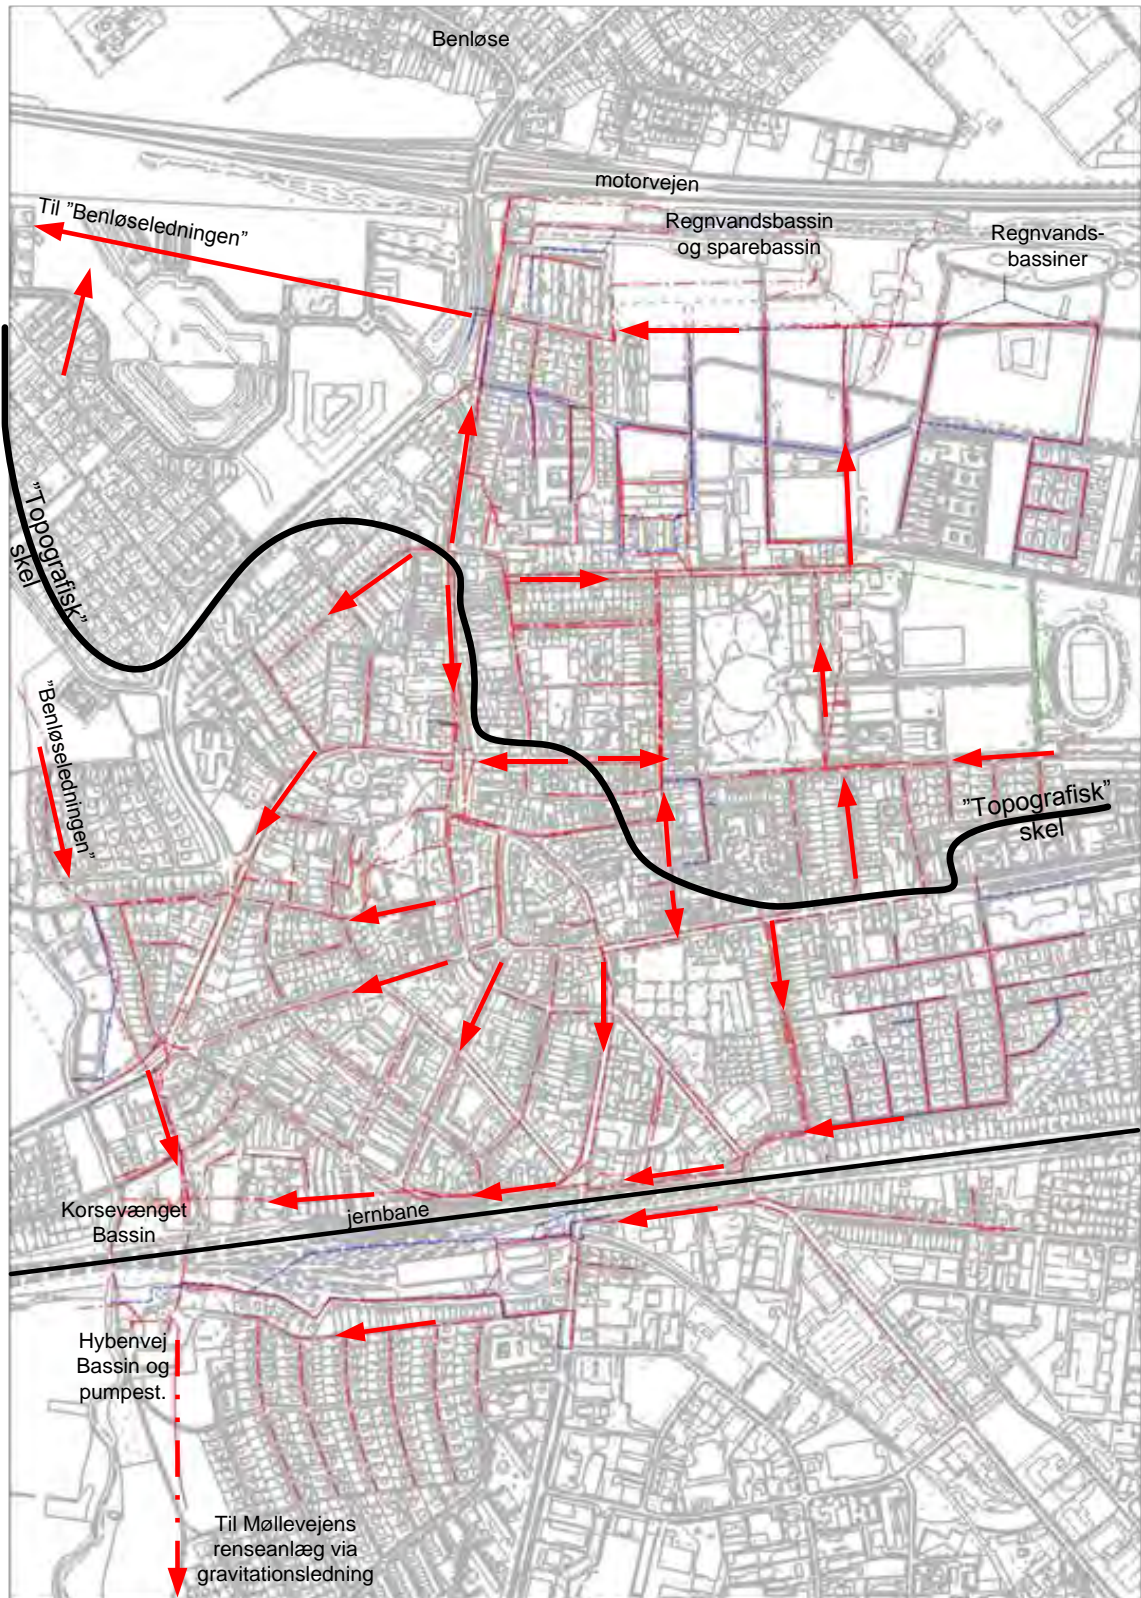 Benløse
motorvejen
Til "Benløseledningen"
Regnvandsbassin
og sparebassin
Regnvands-
bassiner
"Topografisk"
skel
"Benløseledningen"
"Topografisk"
skel
Korsevænget
Bassin
jernbane
Hybenvej
Bassin og
pumpest.
Til Møllevejens
renseanlæg via
gravitationsledning